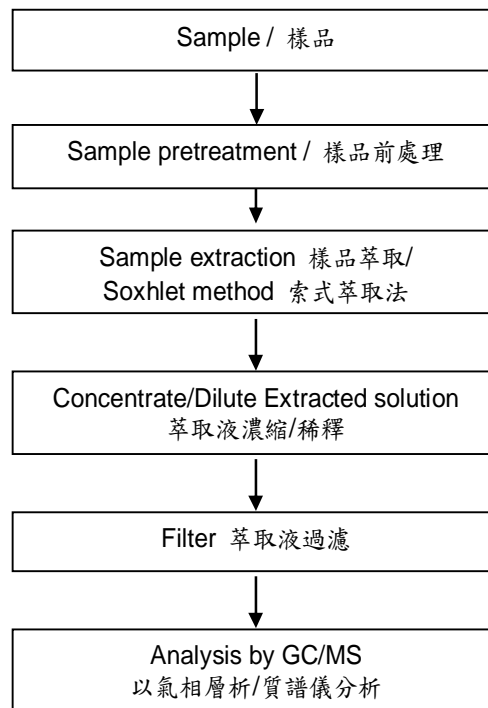 Sample / 樣品
Sample pretreatment / 樣品前處理
Sample extraction 樣品萃取/
Soxhlet method 索式萃取法
Concentrate/Dilute Extracted solution
萃取液濃縮/稀釋
Filter 萃取液過濾
Analysis by GC/MS
以氣相層析/質譜儀分析